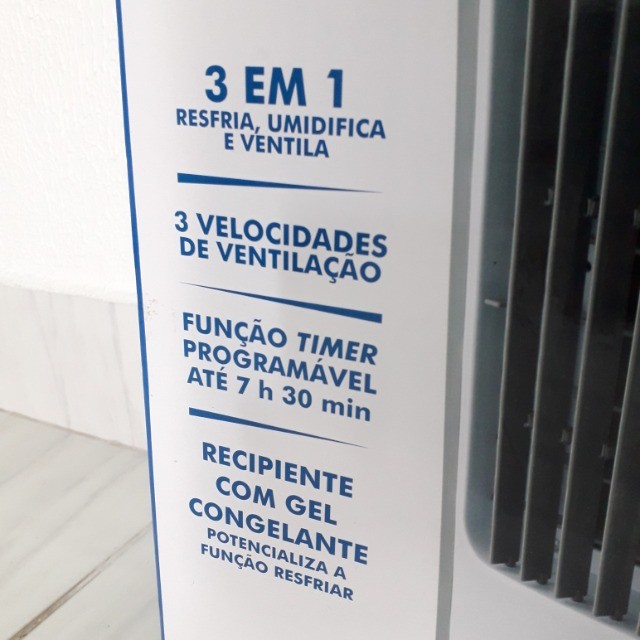 3 EM 1
RESFRIA, UMIDIFICA
E VENTILA
3 VELOCIDADES
DE VENTILAÇÃO
FUNÇÃO TIMER
PROGRAMÁVEL
ATÉ 7 h 30 min
RECIPIENTE
COM GEL
CONGELANTE
POTENCIALIZA A
FUNÇÃO RESFRIAR